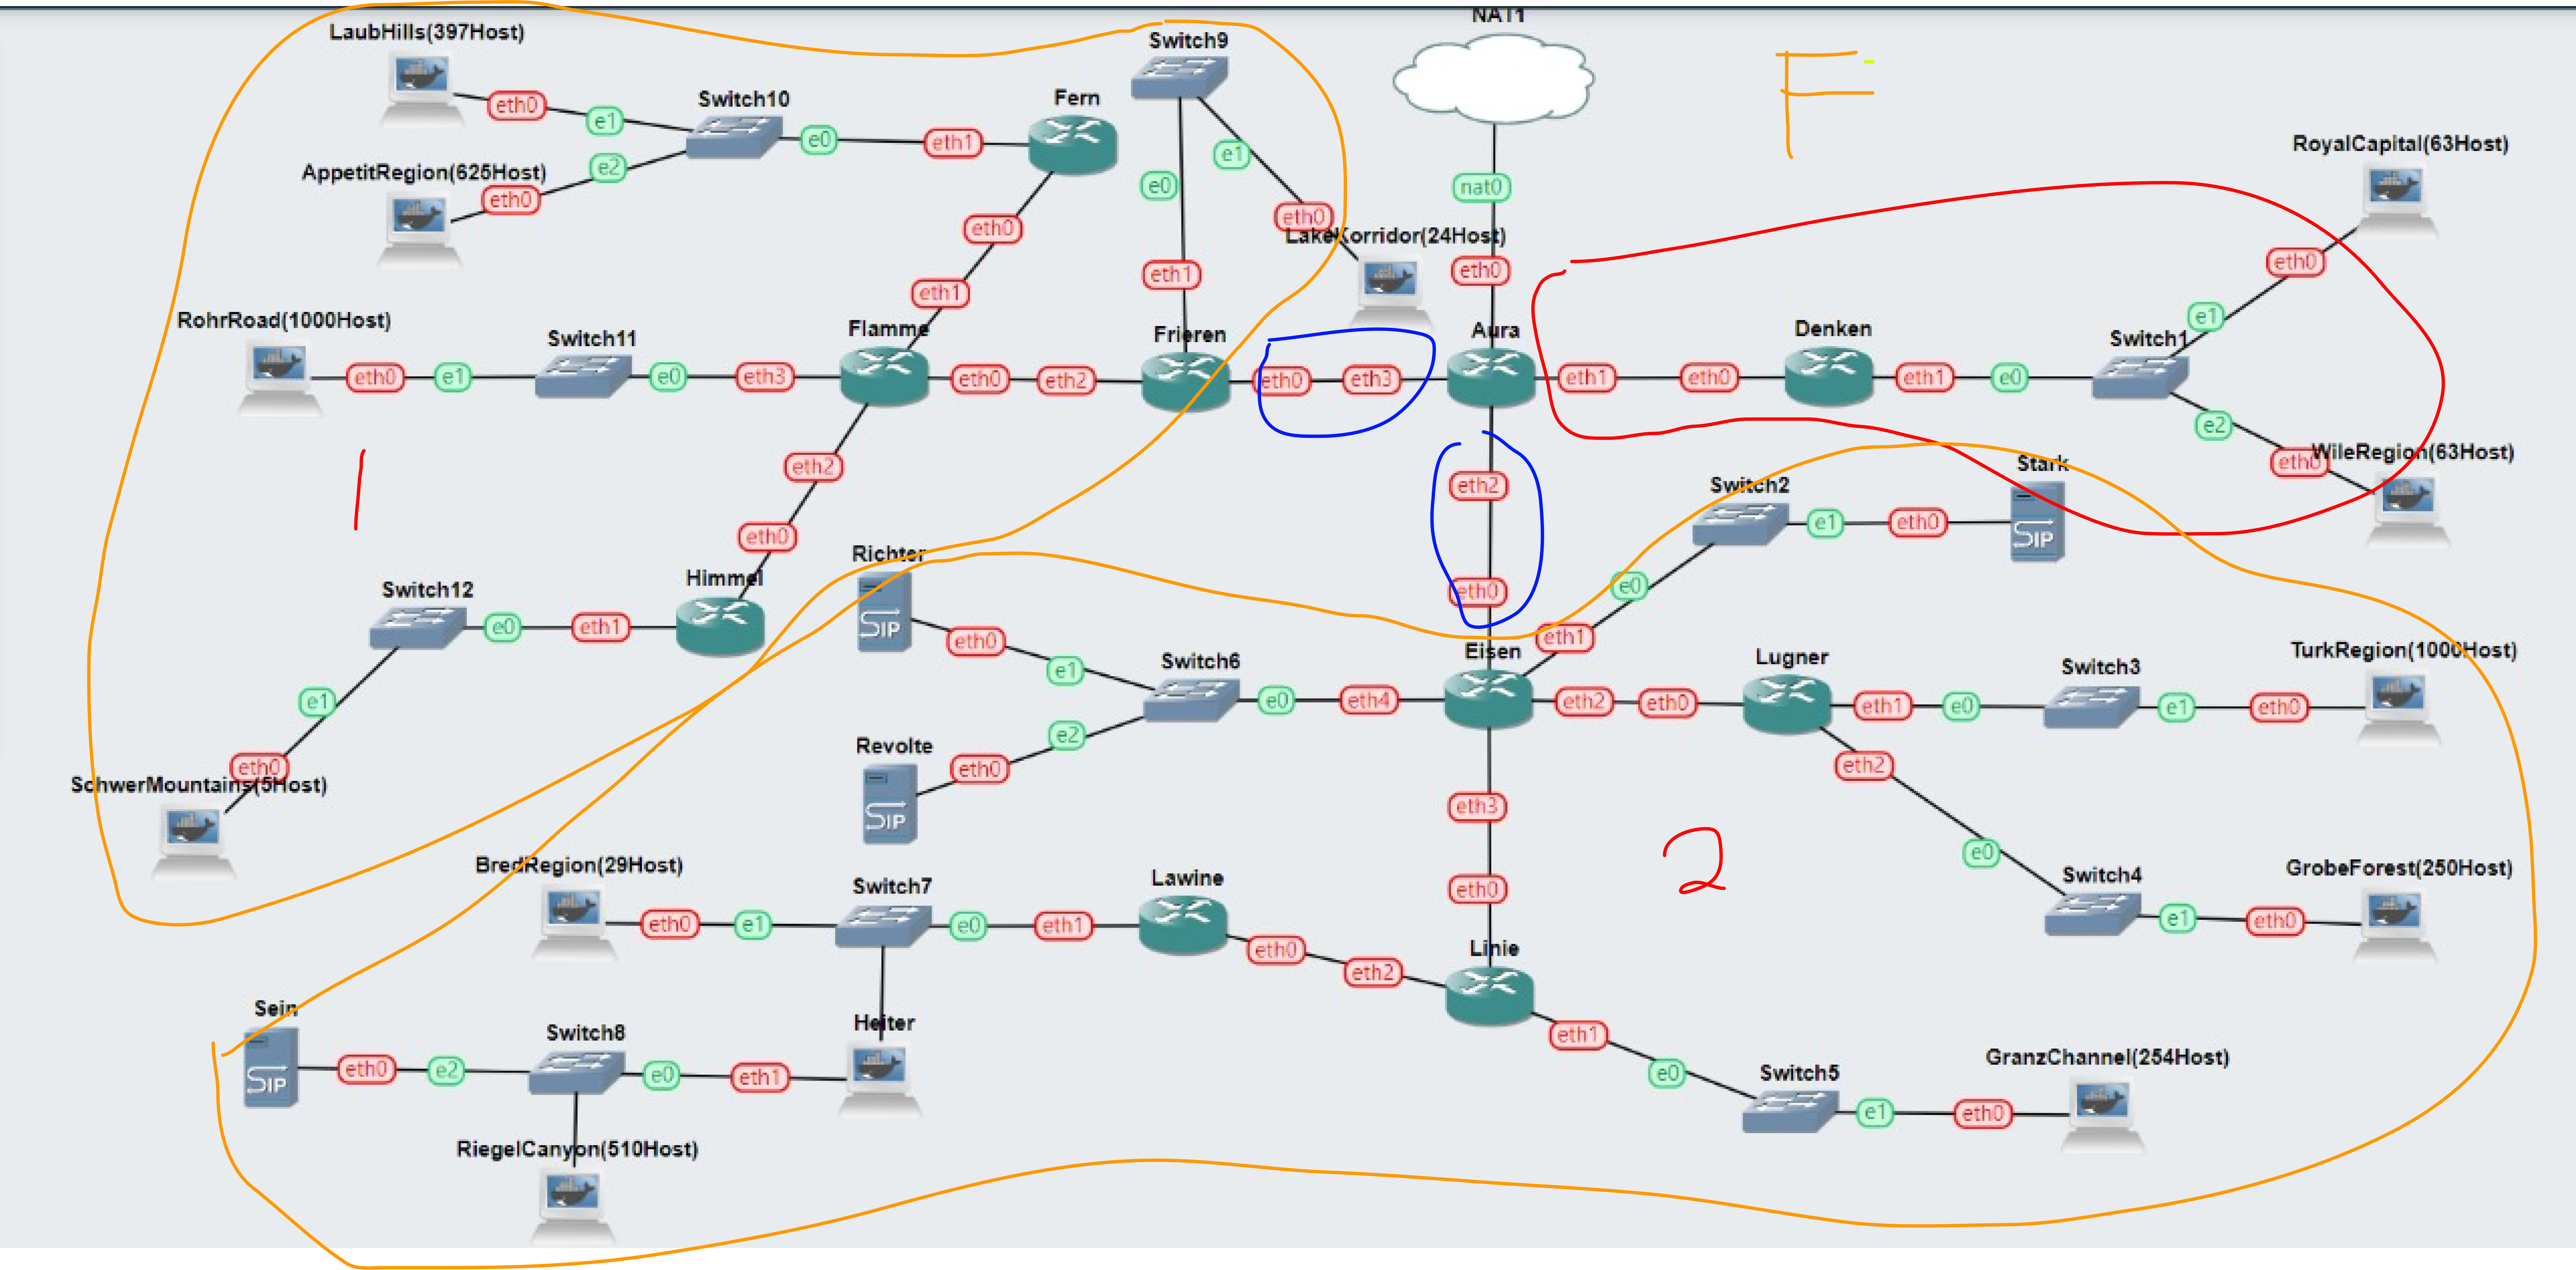 NAT1
LaubHills(397Host)
Switch9
F
Switch10
Fern
eth0
e1
e0
eth1
e1
RoyalCapital(63Host)
AppetitRegion(625Host)
e2
eth0
e0
nat0
eth0
LakeKorridor(24Host)
eth0
eth0
eth0
eth1
eth1
e1
RohrRoad(1000Host)
Switch11
Flamme
Frieren
Aura
Denken
Switch1
eth0
e1
e0
eth3
eth0
eth2
eth0
eth3
eth1
eth0
eth1
e0
e2
1
eth2
eth2
Switch2
Stark
eth0
WileRegion(63Host)
e1
eth0
SIP
eth0
Richter
eth0
e0
Switch12
Himmel
SIP
eth0
e1
eth1
e0
eth1
Switch6
Eisen
Lugner
Switch3
TurkRegion(1000Host)
e1
e0
eth4
eth2
eth0
eth1
e0
e1
eth0
Revolte
eth0
e2
eth2
eth0
SchwerMountains(5Host)
SIP
eth3
2
e0
BredRegion(29Host)
Switch7
Lawine
eth0
Switch4
GrobeForest(250Host)
eth0
e1
e0
eth1
eth0
eth2
Linie
e1
eth0
Sein
Switch8
Heiter
eth1
SIP
eth0
e2
e0
eth1
e0
Switch5
GranzChannel(254Host)
e1
eth0
RiegelCanyon(510Host)